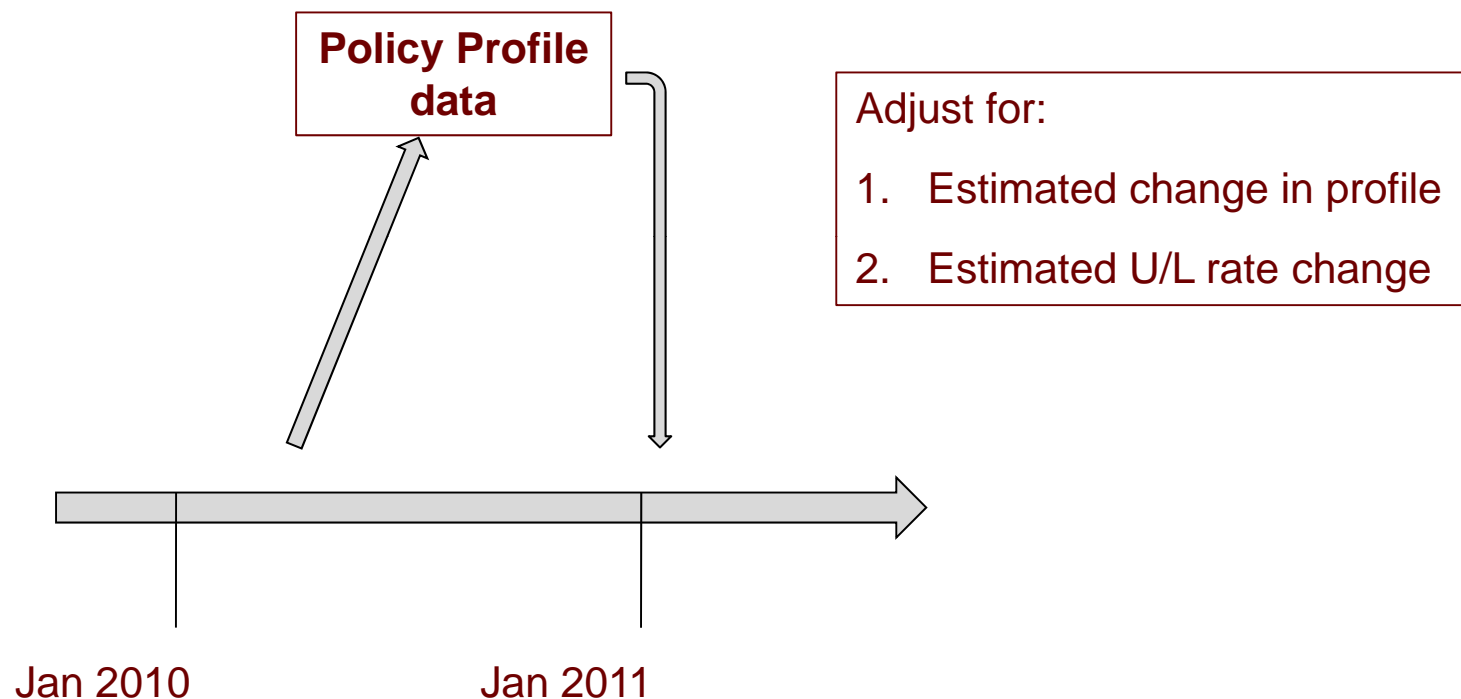 Policy Profile
data
Adjust for:
1. Estimated change in profile
2. Estimated U/L rate change
Jan 2010
Jan 2011